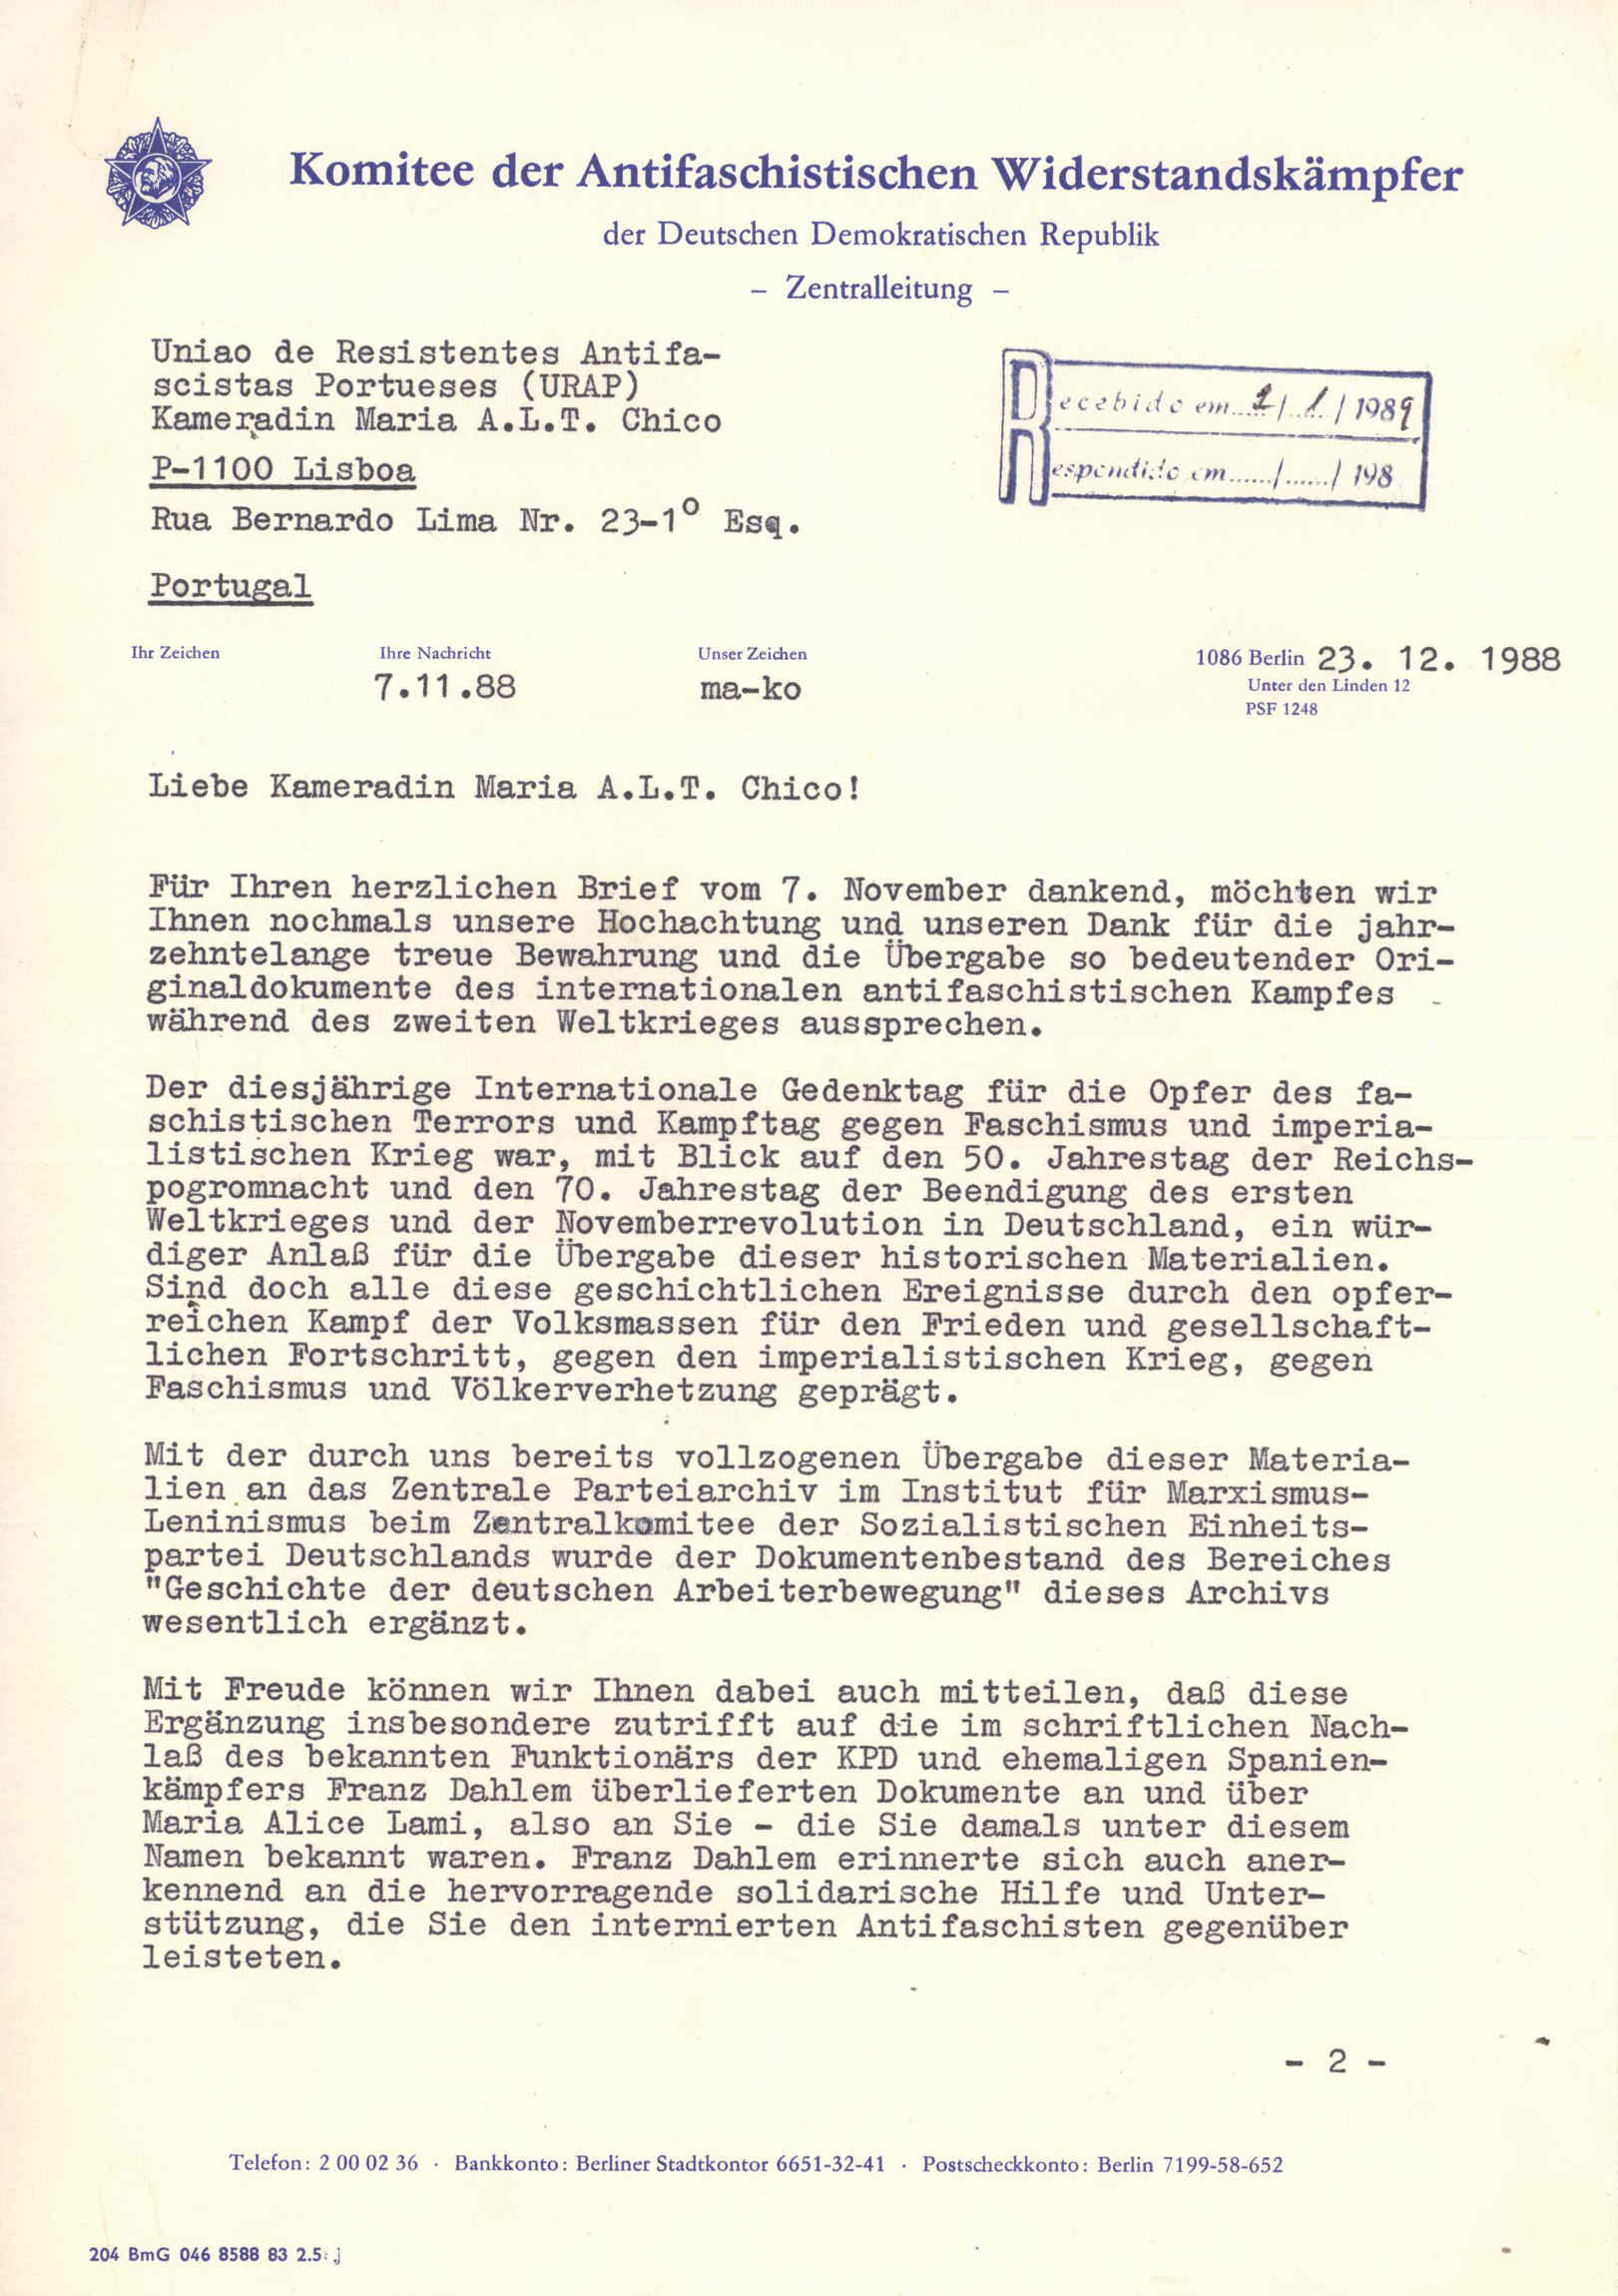 Komitee der Antifaschistischen Widerstandskämpfer
der Deutschen Demokratischen Republik
– Zentralleitung –
Uniao de Resistentes Antifa-
scistas Portueses (URAP)
Kameradin Maria A.L.T. Chico
P-1100 Lisboa
Rua Bernardo Lima Nr. 23-1° Esq.
Portugal
Recebido em 2/1/1989
Respondido em....../....../198
Ihr Zeichen
Ihre Nachricht
7.11.88
Unser Zeichen
ma-ko
1086 Berlin 23. 12. 1988
Unter den Linden 12
PSF 1248
Liebe Kameradin Maria A.L.T. Chico!
Für Ihren herzlichen Brief vom 7. November dankend, möchten wir
Ihnen nochmals unsere Hochachtung und unseren Dank für die jahr-
zehntelange treue Bewahrung und die Übergabe so bedeutender Ori-
ginaldokumente des internationalen antifaschistischen Kampfes
während des zweiten Weltkrieges aussprechen.
Der diesjährige Internationale Gedenktag für die Opfer des fa-
schistischen Terrors und Kampftag gegen Faschismus und imperia-
listischen Krieg war, mit Blick auf den 50. Jahrestag der Reichs-
pogromnacht und den 70. Jahrestag der Beendigung des ersten
Weltkrieges und der Novemberrevolution in Deutschland, ein wür-
diger Anlaß für die Übergabe dieser historischen Materialien.
Sind doch alle diese geschichtlichen Ereignisse durch den opfer-
reichen Kampf der Volksmassen für den Frieden und gesellschaft-
lichen Fortschritt, gegen den imperialistischen Krieg, gegen
Faschismus und Völkerverhetzung geprägt.
Mit der durch uns bereits vollzogenen Übergabe dieser Materia-
lien an das Zentrale Parteiarchiv im Institut für Marxismus-
Leninismus beim Zentralkomitee der Sozialistischen Einheits-
partei Deutschlands wurde der Dokumentenbestand des Bereiches
"Geschichte der deutschen Arbeiterbewegung" dieses Archivs
wesentlich ergänzt.
Mit Freude können wir Ihnen dabei auch mitteilen, daß diese
Ergänzung insbesondere zutrifft auf die im schriftlichen Nach-
laß des bekannten Funktionärs der KPD und ehemaligen Spanien-
kämpfers Franz Dahlem überlieferten Dokumente an und über
Maria Alice Lami, also an Sie - die Sie damals unter diesem
Namen bekannt waren. Franz Dahlem erinnerte sich auch aner-
kennend an die hervorragende solidarische Hilfe und Unter-
stützung, die Sie den internierten Antifaschisten gegenüber
leisteten.
- 2 -
Telefon: 2 00 02 36 · Bankkonto: Berliner Stadtkontor 6651-32-41 · Postscheckkonto: Berlin 7199-58-652
204 BmG 046 8588 83 2.5